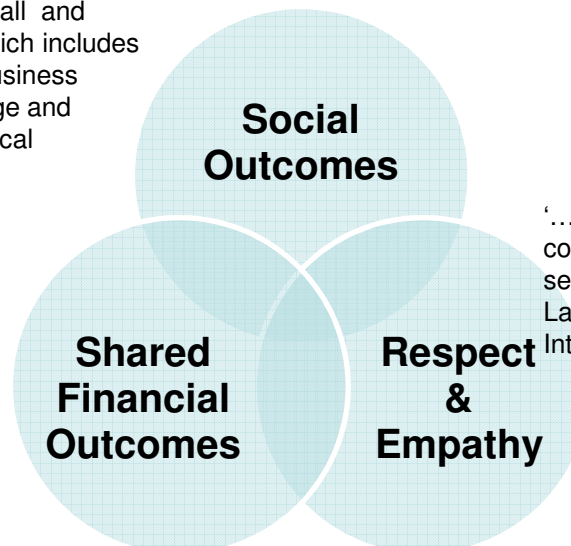 all and
ich includes
usiness
ge and
cal
Social
Outcomes
'...
co
se
La
Int
Shared
Financial
Outcomes
Respect
&
Empathy